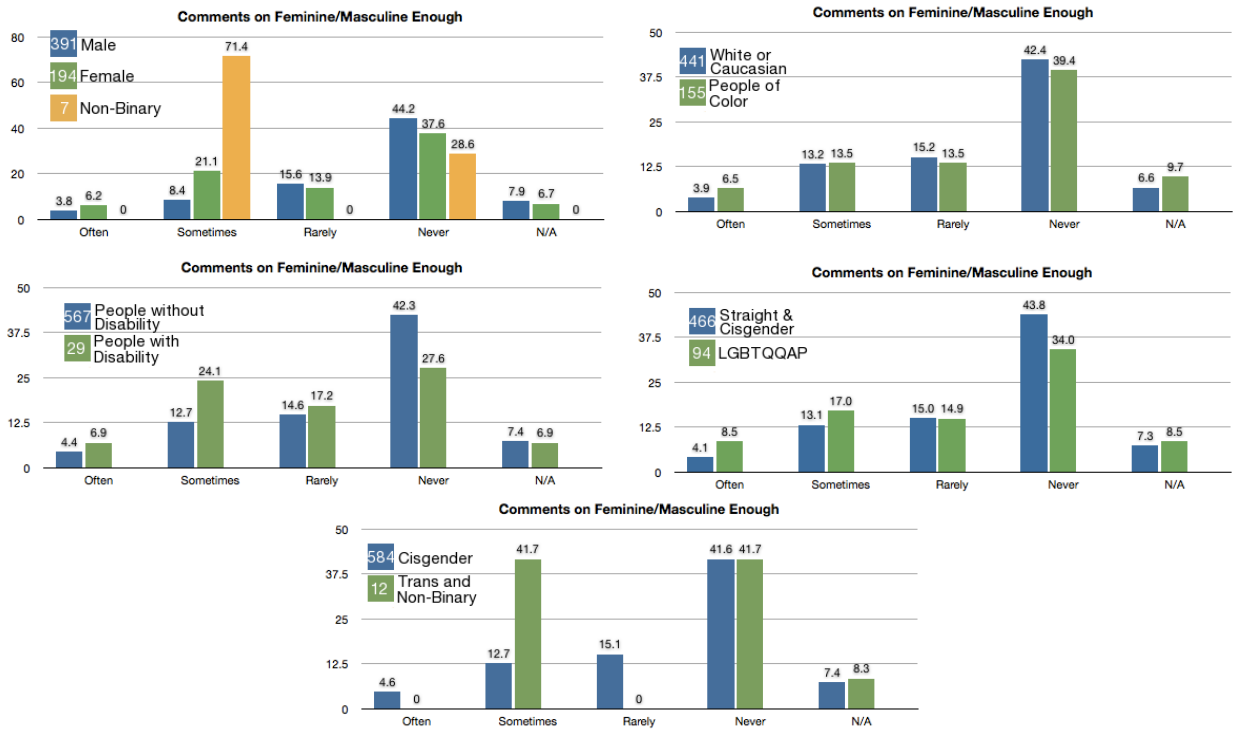 Comments on Feminine/Masculine Enough
80
60
40
20
0
391 Male
194 Female
7 Non-Binary
3.8 6.2 0
8.4 21.1 71.4
15.6 13.9 0
44.2 37.6 28.6
7.9 6.7 0
Often Sometimes Rarely Never N/A
Comments on Feminine/Masculine Enough
50
37.5
25
12.5
0
441 White or
Caucasian
155 People of
Color
3.9 6.5
13.2 13.5
15.2 13.5
42.4 39.4
6.6 9.7
Often Sometimes Rarely Never N/A
Comments on Feminine/Masculine Enough
50
37.5
25
12.5
0
567 People without
Disability
29 People with
Disability
4.4 6.9
12.7 24.1
14.6 17.2
42.3 27.6
7.4 6.9
Often Sometimes Rarely Never N/A
Comments on Feminine/Masculine Enough
50
37.5
25
12.5
0
466 Straight &
Cisgender
94 LGBTQQAP
4.1 8.5
13.1 17.0
15.0 14.9
43.8 34.0
7.3 8.5
Often Sometimes Rarely Never N/A
Comments on Feminine/Masculine Enough
50
37.5
25
12.5
0
584 Cisgender
12 Trans and
Non-Binary
4.6 0
12.7 41.7
15.1 0
41.6 41.7
7.4 8.3
Often Sometimes Rarely Never N/A